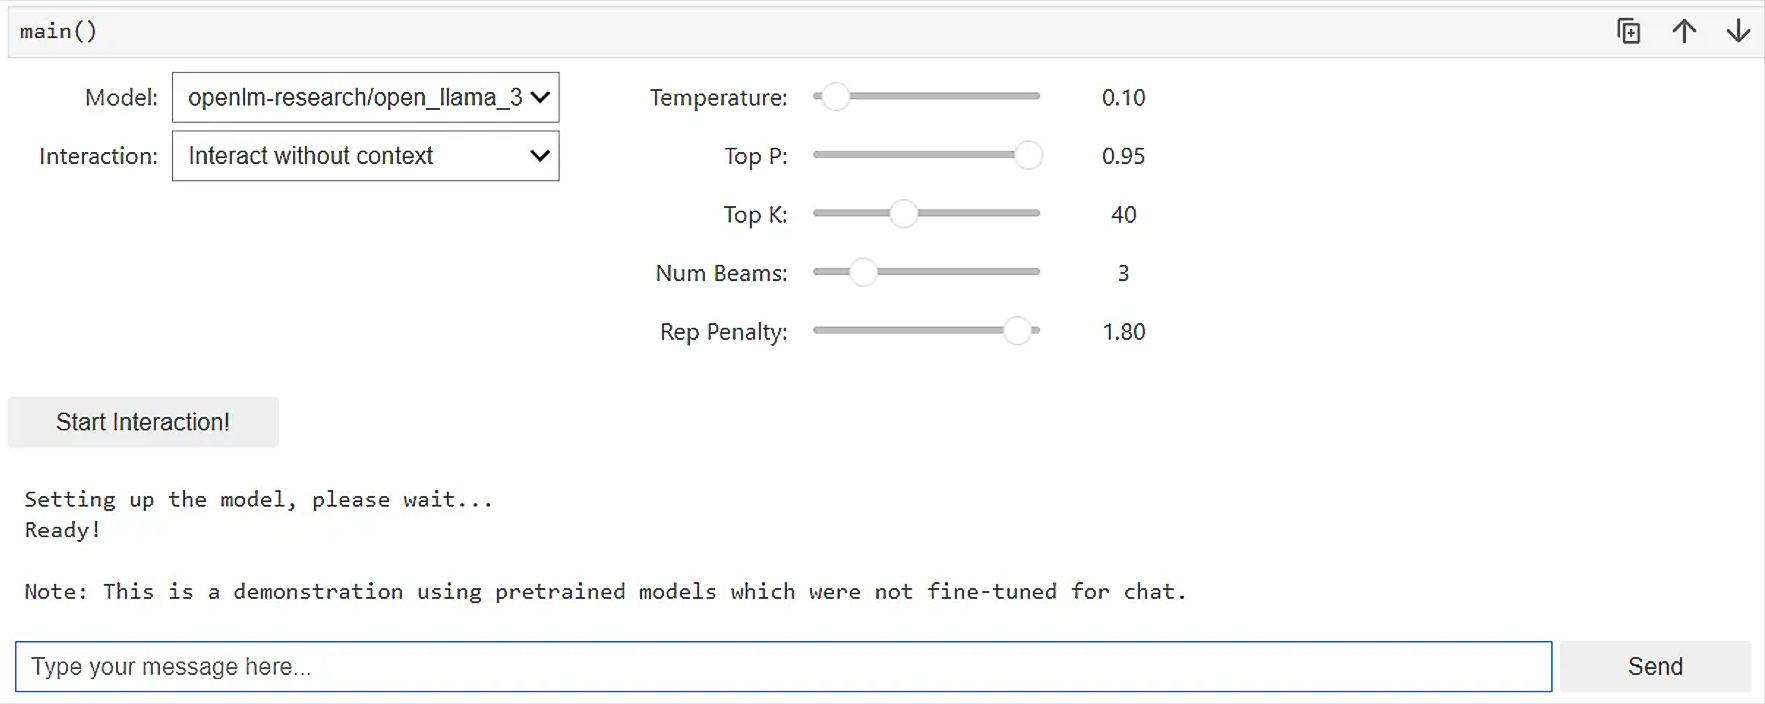 main()
Model: openlm-research/open_llama_3
Interaction: Interact without context
Temperature: 0.10
Top P: 0.95
Top K: 40
Num Beams: 3
Rep Penalty: 1.80
Start Interaction!
Setting up the model, please wait...
Ready!
Note: This is a demonstration using pretrained models which were not fine-tuned for chat.
Type your message here... Send